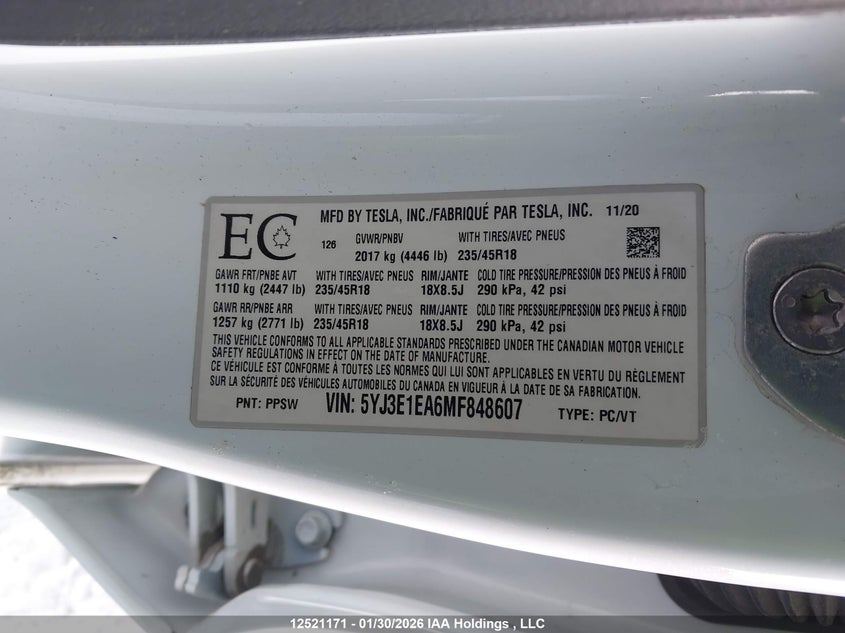 EC
MFD BY TESLA, INC./FABRIQUÉ PAR TESLA, INC. 11/20
126 GVWR/PNBV WITH TIRES/AVEC PNEUS
2017 kg (4446 lb) 235/45R18
GAWR FRT/PNBE AVT WITH TIRES/AVEC PNEUS RIM/JANTE COLD TIRE PRESSURE/PRESSION DES PNEUS À FROID
1110 kg (2447 lb) 235/45R18 18X8.5J 290 kPa, 42 psi
GAWR RR/PNBE ARR WITH TIRES/AVEC PNEUS RIM/JANTE COLD TIRE PRESSURE/PRESSION DES PNEUS À FROID
1257 kg (2771 lb) 235/45R18 18X8.5J 290 kPa, 42 psi
THIS VEHICLE CONFORMS TO ALL APPLICABLE STANDARDS PRESCRIBED UNDER THE CANADIAN MOTOR VEHICLE
SAFETY REGULATIONS IN EFFECT ON THE DATE OF MANUFACTURE.
CE VÉHICULE EST CONFORME À TOUTES LES NORMES QUI LUI SONT APPLICABLES EN VERTU DU RÈGLEMENT
SUR LA SÉCURITÉ DES VÉHICULES AUTOMOBILES DU CANADA EN VIGUEUR À LA DATE DE SA FABRICATION.
PNT: PPSW VIN: 5YJ3E1EA6MF848607 TYPE: PC/VT
12521171 - 01/30/2026 IAA Holdings , LLC